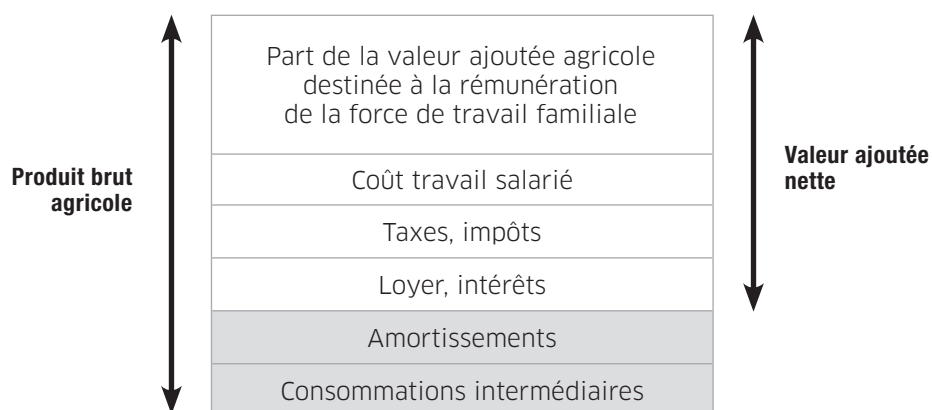 Part de la valeur ajoutée agricole
destinée à la rémunération
de la force de travail familiale
Produit brut
agricole
Valeur ajoutée
nette
Coût travail salarié
Taxes, impôts
Loyer, intérêts
Amortissements
Consommations intermédiaires